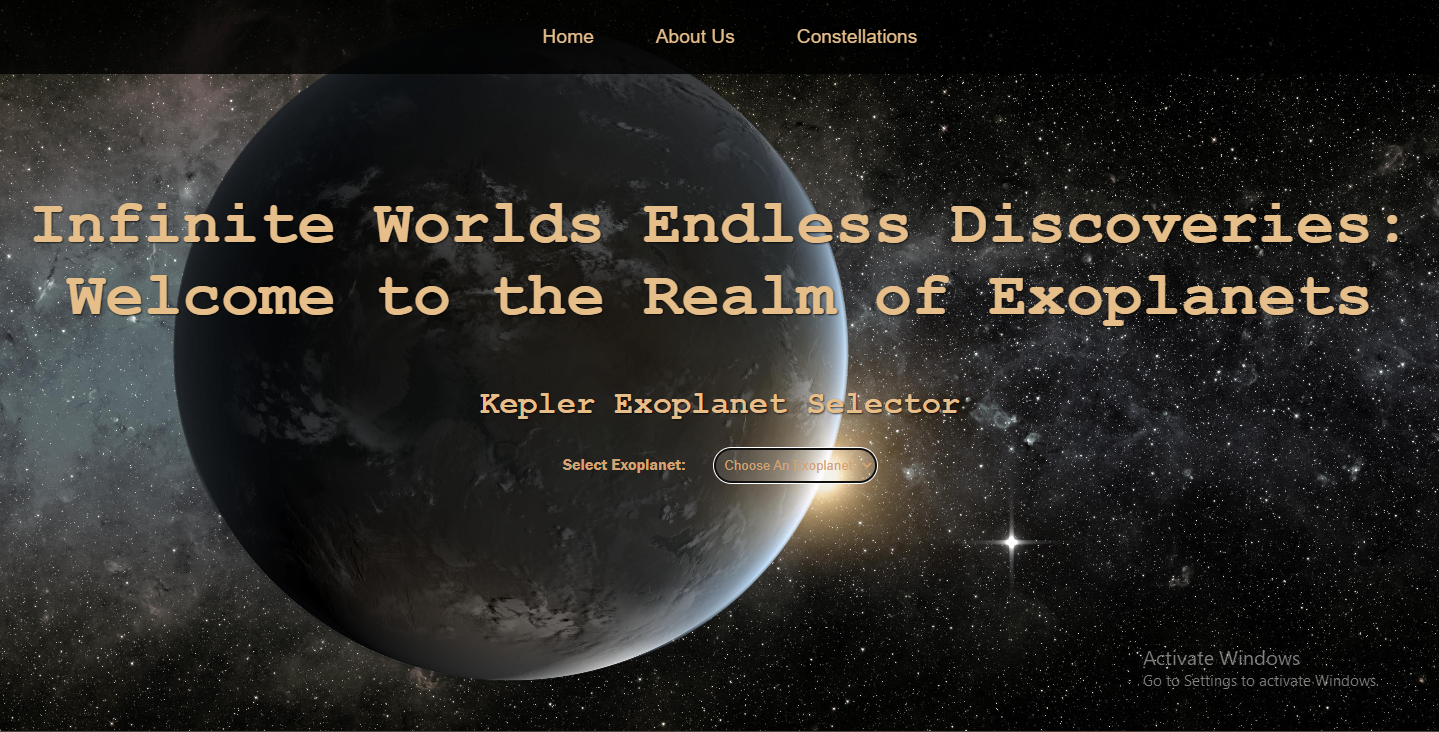 Home About Us Constellations
Infinite Worlds Endless Discoveries:
Welcome to the Realm of Exoplanets
Kepler Exoplanet Selector
Select Exoplanet: Choose An Exoplanet
Activate Windows
Go to Settings to activate Windows.